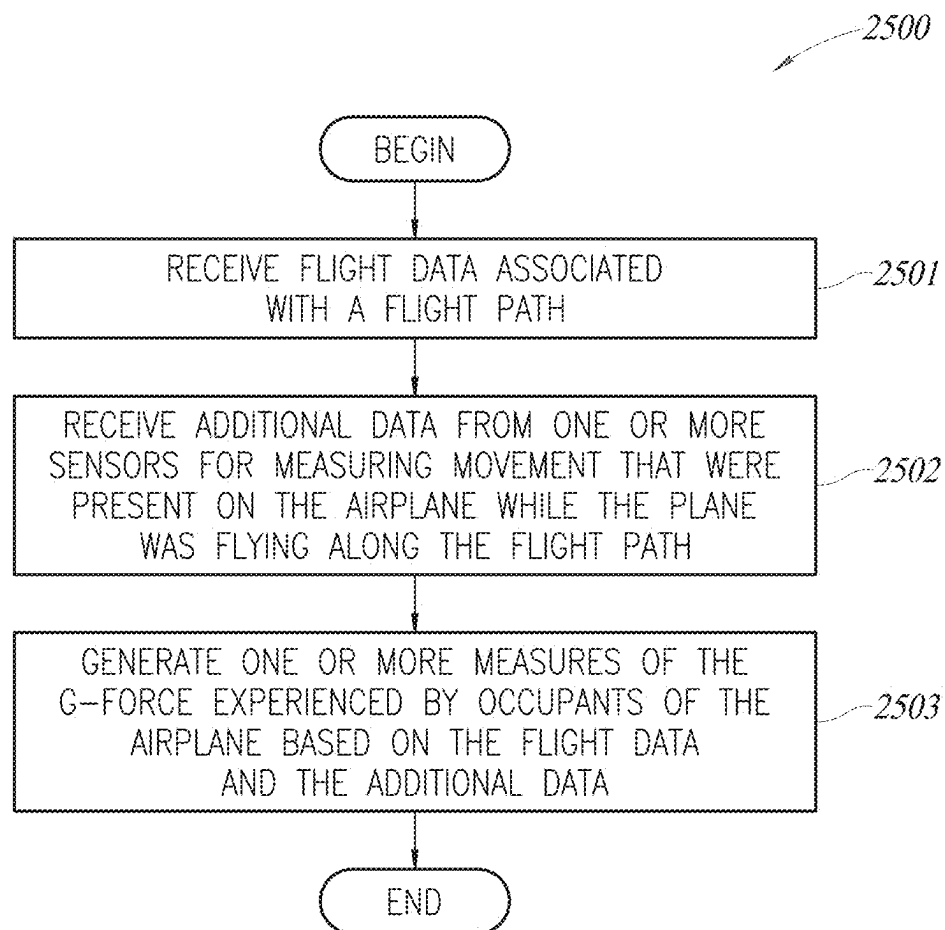 2500
BEGIN
RECEIVE FLIGHT DATA ASSOCIATED
WITH A FLIGHT PATH
2501
RECEIVE ADDITIONAL DATA FROM ONE OR MORE
SENSORS FOR MEASURING MOVEMENT THAT WERE
PRESENT ON THE AIRPLANE WHILE THE PLANE
WAS FLYING ALONG THE FLIGHT PATH
2502
GENERATE ONE OR MORE MEASURES OF THE
G-FORCE EXPERIENCED BY OCCUPANTS OF THE
AIRPLANE BASED ON THE FLIGHT DATA
AND THE ADDITIONAL DATA
2503
END